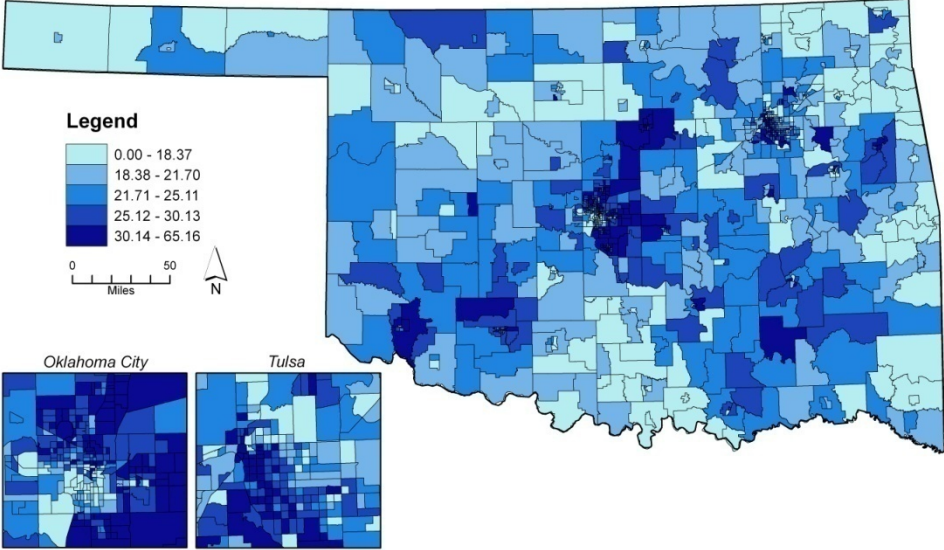 Legend
0.00 - 18.37
18.38 - 21.70
21.71 - 25.11
25.12 - 30.13
30.14 - 65.16
0 50
Miles
N
Oklahoma City
Tulsa